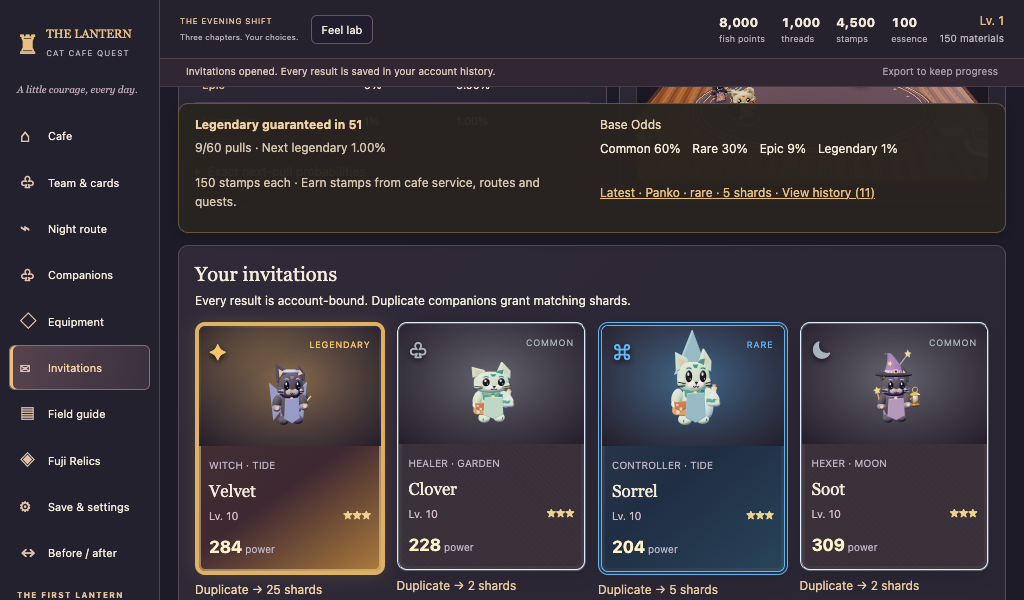 THE LANTERN
CAT CAFE QUEST
A little courage, every day.
Cafe
Team & cards
Night route
Companions
Equipment
Invitations
Field guide
Fuji Relics
Save & settings
Before / after
THE FIRST LANTERN
THE EVENING SHIFT
Three chapters. Your choices.
Feel lab
8,000
fish points
1,000
threads
4,500
stamps
100
essence
Lv. 1
150 materials
Invitations opened. Every result is saved in your account history.
Export to keep progress
Legendary guaranteed in 51
9/60 pulls · Next legendary 1.00%
150 stamps each · Earn stamps from cafe service, routes and
quests.
Base Odds
Common 60% Rare 30% Epic 9% Legendary 1%
Latest · Panko · rare · 5 shards · View history (11)
Your invitations
Every result is account-bound. Duplicate companions grant matching shards.
LEGENDARY
WITCH · TIDE
Velvet
Lv. 10
284 power
Duplicate → 25 shards
COMMON
HEALER · GARDEN
Clover
Lv. 10
228 power
Duplicate → 2 shards
RARE
CONTROLLER · TIDE
Sorrel
Lv. 10
204 power
Duplicate → 5 shards
COMMON
HEXER · MOON
Soot
Lv. 10
309 power
Duplicate → 2 shards